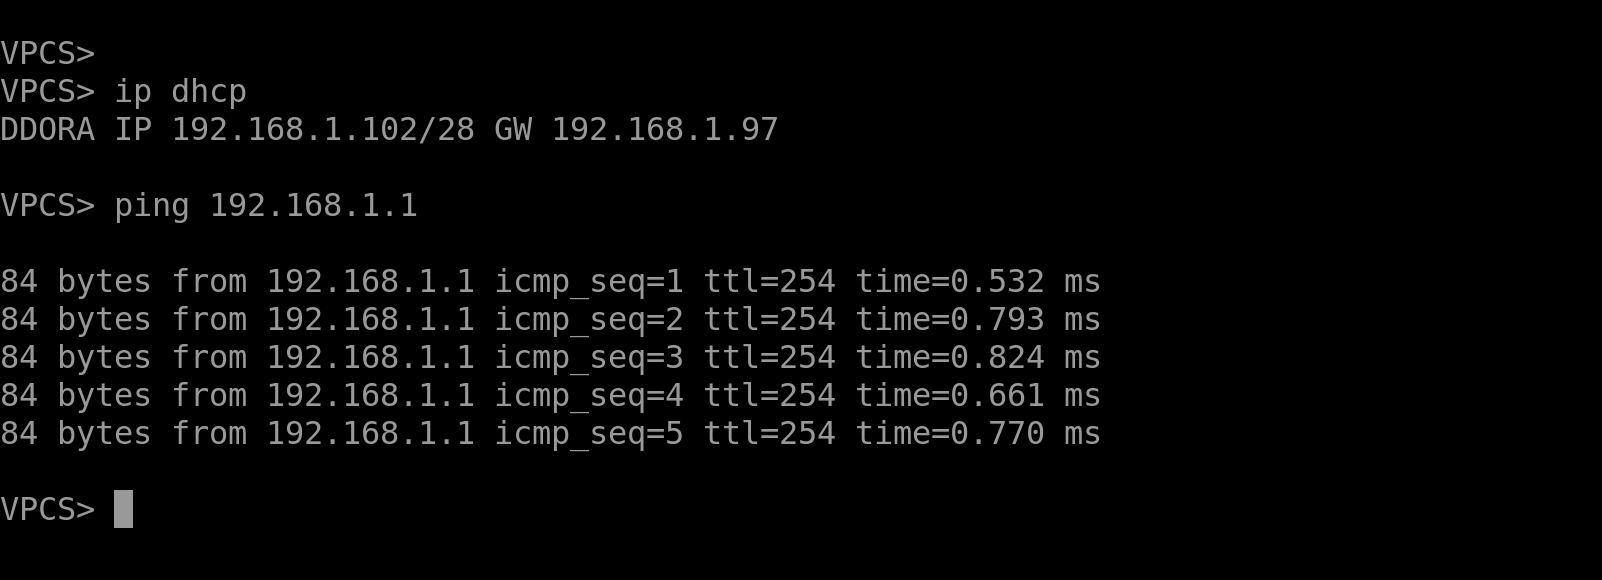 VPCS>
VPCS> ip dhcp
DDORA IP 192.168.1.102/28 GW 192.168.1.97
VPCS> ping 192.168.1.1
84 bytes from 192.168.1.1 icmp_seq=1 ttl=254 time=0.532 ms
84 bytes from 192.168.1.1 icmp_seq=2 ttl=254 time=0.793 ms
84 bytes from 192.168.1.1 icmp_seq=3 ttl=254 time=0.824 ms
84 bytes from 192.168.1.1 icmp_seq=4 ttl=254 time=0.661 ms
84 bytes from 192.168.1.1 icmp_seq=5 ttl=254 time=0.770 ms
VPCS>